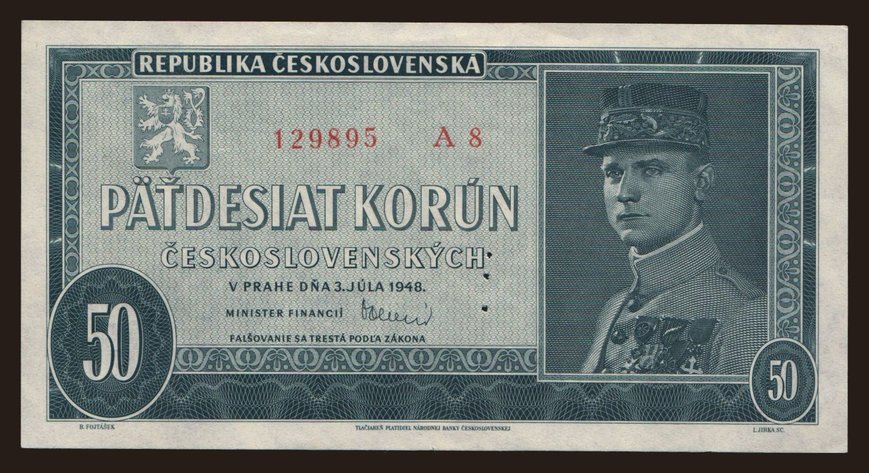 REPUBLIKA ČESKOSLOVENSKÁ
129895 A 8
PÄŤDESIAT KORÚN
ČESKOSLOVENSKÝCH
V PRAHE DŇA 3. JÚLA 1948.
MINISTER FINANCIÍ
FALŠOVANIE SA TRESTÁ PODĽA ZÁKONA
50
50
B. FOJTÁŠEK
TLAČIAREŇ PLATIDIEL NÁRODNEJ BANKY ČESKOSLOVENSKEJ
L. JIRKA SC.